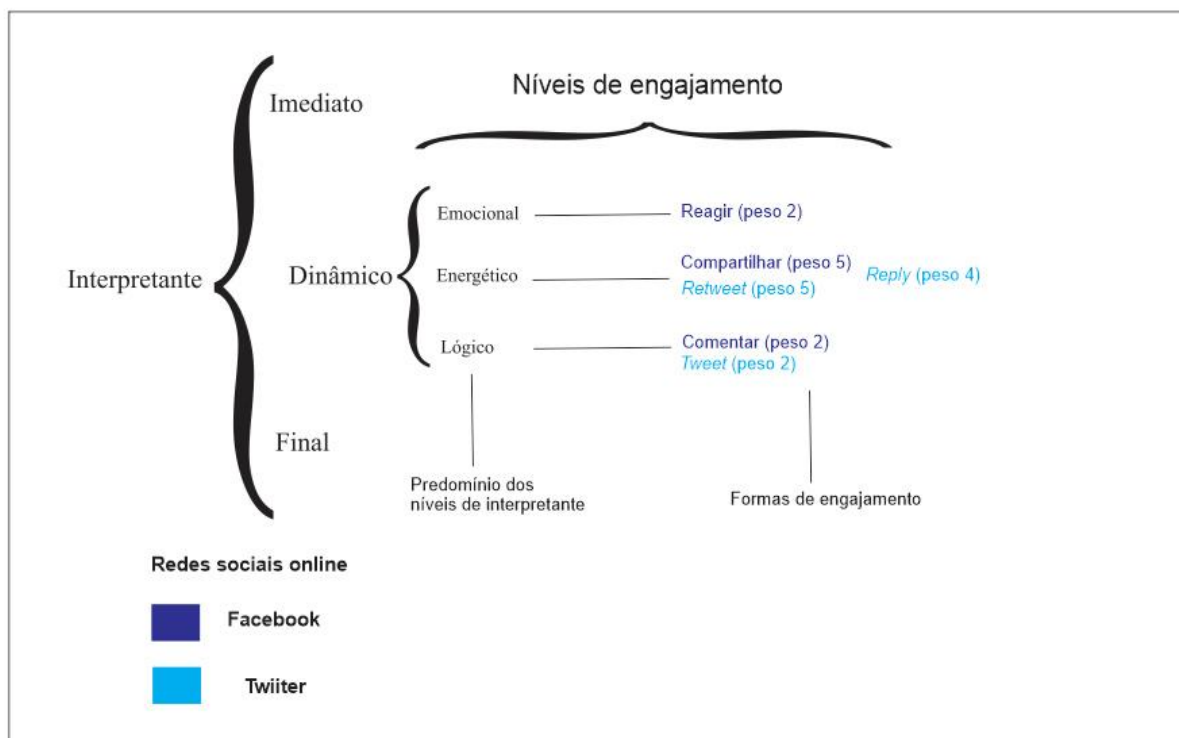 Níveis de engajamento
Imediato
Emocional
Reagir (peso 2)
Interpretante
Dinâmico
Energético
Compartilhar (peso 5)
Retweet (peso 5)
Reply (peso 4)
Lógico
Comentar (peso 2)
Tweet (peso 2)
Final
Predomínio dos
níveis de interpretante
Formas de engajamento
Redes sociais online
Facebook
Twiiter